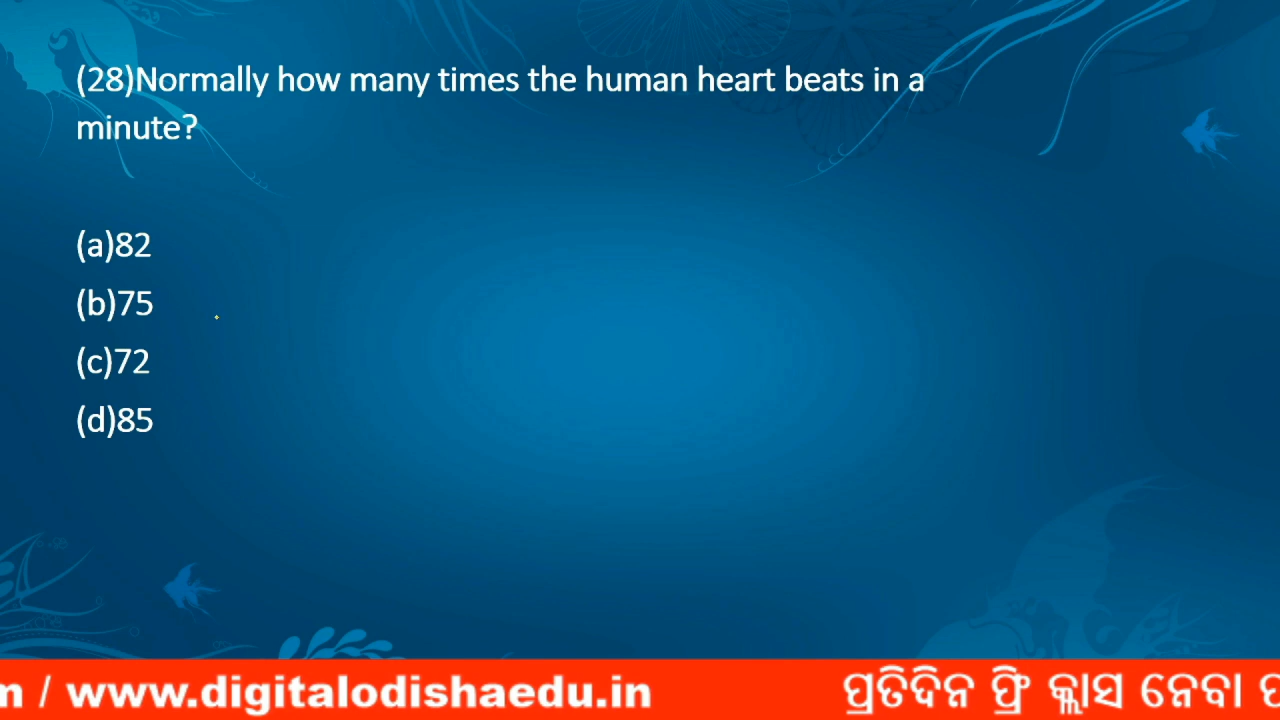 (28)Normally how many times the human heart beats in a
minute?
(a)82
(b)75
(c)72
(d)85
/ www.digitalodishaedu.in
ପ୍ରତିଦିନ ଫ୍ରି କ୍ଲାସ ନେବା